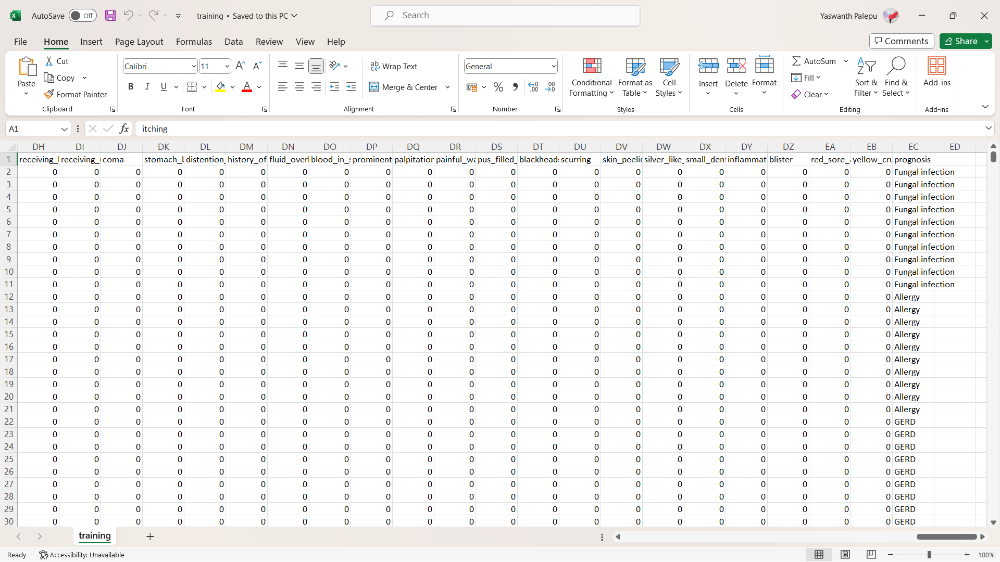 AutoSave Off training • Saved to this PC Search Yaswanth Palepu
File Home Insert Page Layout Formulas Data Review View Help Comments Share
Paste Cut Copy Format Painter Clipboard
Calibri 11 B I U A Font
Wrap Text Merge & Center Alignment
General % Number
Conditional Formatting Format as Table Cell Styles Styles
Insert Delete Format Cells
AutoSum Fill Clear Sort & Filter Find & Select Editing
Add-ins Add-ins
A1 fx itching
DH DI DJ DK DL DM DN DO DP DQ DR DS DT DU DV DW DX DY DZ EA EB EC ED
1 receiving_ receiving_ coma stomach_b distention_ history_of_ fluid_over blood_in_s prominent palpitation painful_wa pus_filled_ blackheads scurring skin_peelin silver_like_ small_dent inflammat blister red_sore_a yellow_cru prognosis
2 0 0 0 0 0 0 0 0 0 0 0 0 0 0 0 0 0 0 0 0 0 Fungal infection
3 0 0 0 0 0 0 0 0 0 0 0 0 0 0 0 0 0 0 0 0 0 Fungal infection
4 0 0 0 0 0 0 0 0 0 0 0 0 0 0 0 0 0 0 0 0 0 Fungal infection
5 0 0 0 0 0 0 0 0 0 0 0 0 0 0 0 0 0 0 0 0 0 Fungal infection
6 0 0 0 0 0 0 0 0 0 0 0 0 0 0 0 0 0 0 0 0 0 Fungal infection
7 0 0 0 0 0 0 0 0 0 0 0 0 0 0 0 0 0 0 0 0 0 Fungal infection
8 0 0 0 0 0 0 0 0 0 0 0 0 0 0 0 0 0 0 0 0 0 Fungal infection
9 0 0 0 0 0 0 0 0 0 0 0 0 0 0 0 0 0 0 0 0 0 Fungal infection
10 0 0 0 0 0 0 0 0 0 0 0 0 0 0 0 0 0 0 0 0 0 Fungal infection
11 0 0 0 0 0 0 0 0 0 0 0 0 0 0 0 0 0 0 0 0 0 Fungal infection
12 0 0 0 0 0 0 0 0 0 0 0 0 0 0 0 0 0 0 0 0 0 Allergy
13 0 0 0 0 0 0 0 0 0 0 0 0 0 0 0 0 0 0 0 0 0 Allergy
14 0 0 0 0 0 0 0 0 0 0 0 0 0 0 0 0 0 0 0 0 0 Allergy
15 0 0 0 0 0 0 0 0 0 0 0 0 0 0 0 0 0 0 0 0 0 Allergy
16 0 0 0 0 0 0 0 0 0 0 0 0 0 0 0 0 0 0 0 0 0 Allergy
17 0 0 0 0 0 0 0 0 0 0 0 0 0 0 0 0 0 0 0 0 0 Allergy
18 0 0 0 0 0 0 0 0 0 0 0 0 0 0 0 0 0 0 0 0 0 Allergy
19 0 0 0 0 0 0 0 0 0 0 0 0 0 0 0 0 0 0 0 0 0 Allergy
20 0 0 0 0 0 0 0 0 0 0 0 0 0 0 0 0 0 0 0 0 0 Allergy
21 0 0 0 0 0 0 0 0 0 0 0 0 0 0 0 0 0 0 0 0 0 Allergy
22 0 0 0 0 0 0 0 0 0 0 0 0 0 0 0 0 0 0 0 0 0 GERD
23 0 0 0 0 0 0 0 0 0 0 0 0 0 0 0 0 0 0 0 0 0 GERD
24 0 0 0 0 0 0 0 0 0 0 0 0 0 0 0 0 0 0 0 0 0 GERD
25 0 0 0 0 0 0 0 0 0 0 0 0 0 0 0 0 0 0 0 0 0 GERD
26 0 0 0 0 0 0 0 0 0 0 0 0 0 0 0 0 0 0 0 0 0 GERD
27 0 0 0 0 0 0 0 0 0 0 0 0 0 0 0 0 0 0 0 0 0 GERD
28 0 0 0 0 0 0 0 0 0 0 0 0 0 0 0 0 0 0 0 0 0 GERD
29 0 0 0 0 0 0 0 0 0 0 0 0 0 0 0 0 0 0 0 0 0 GERD
30 0 0 0 0 0 0 0 0 0 0 0 0 0 0 0 0 0 0 0 0 0 GERD
training
Ready Accessibility: Unavailable 100%